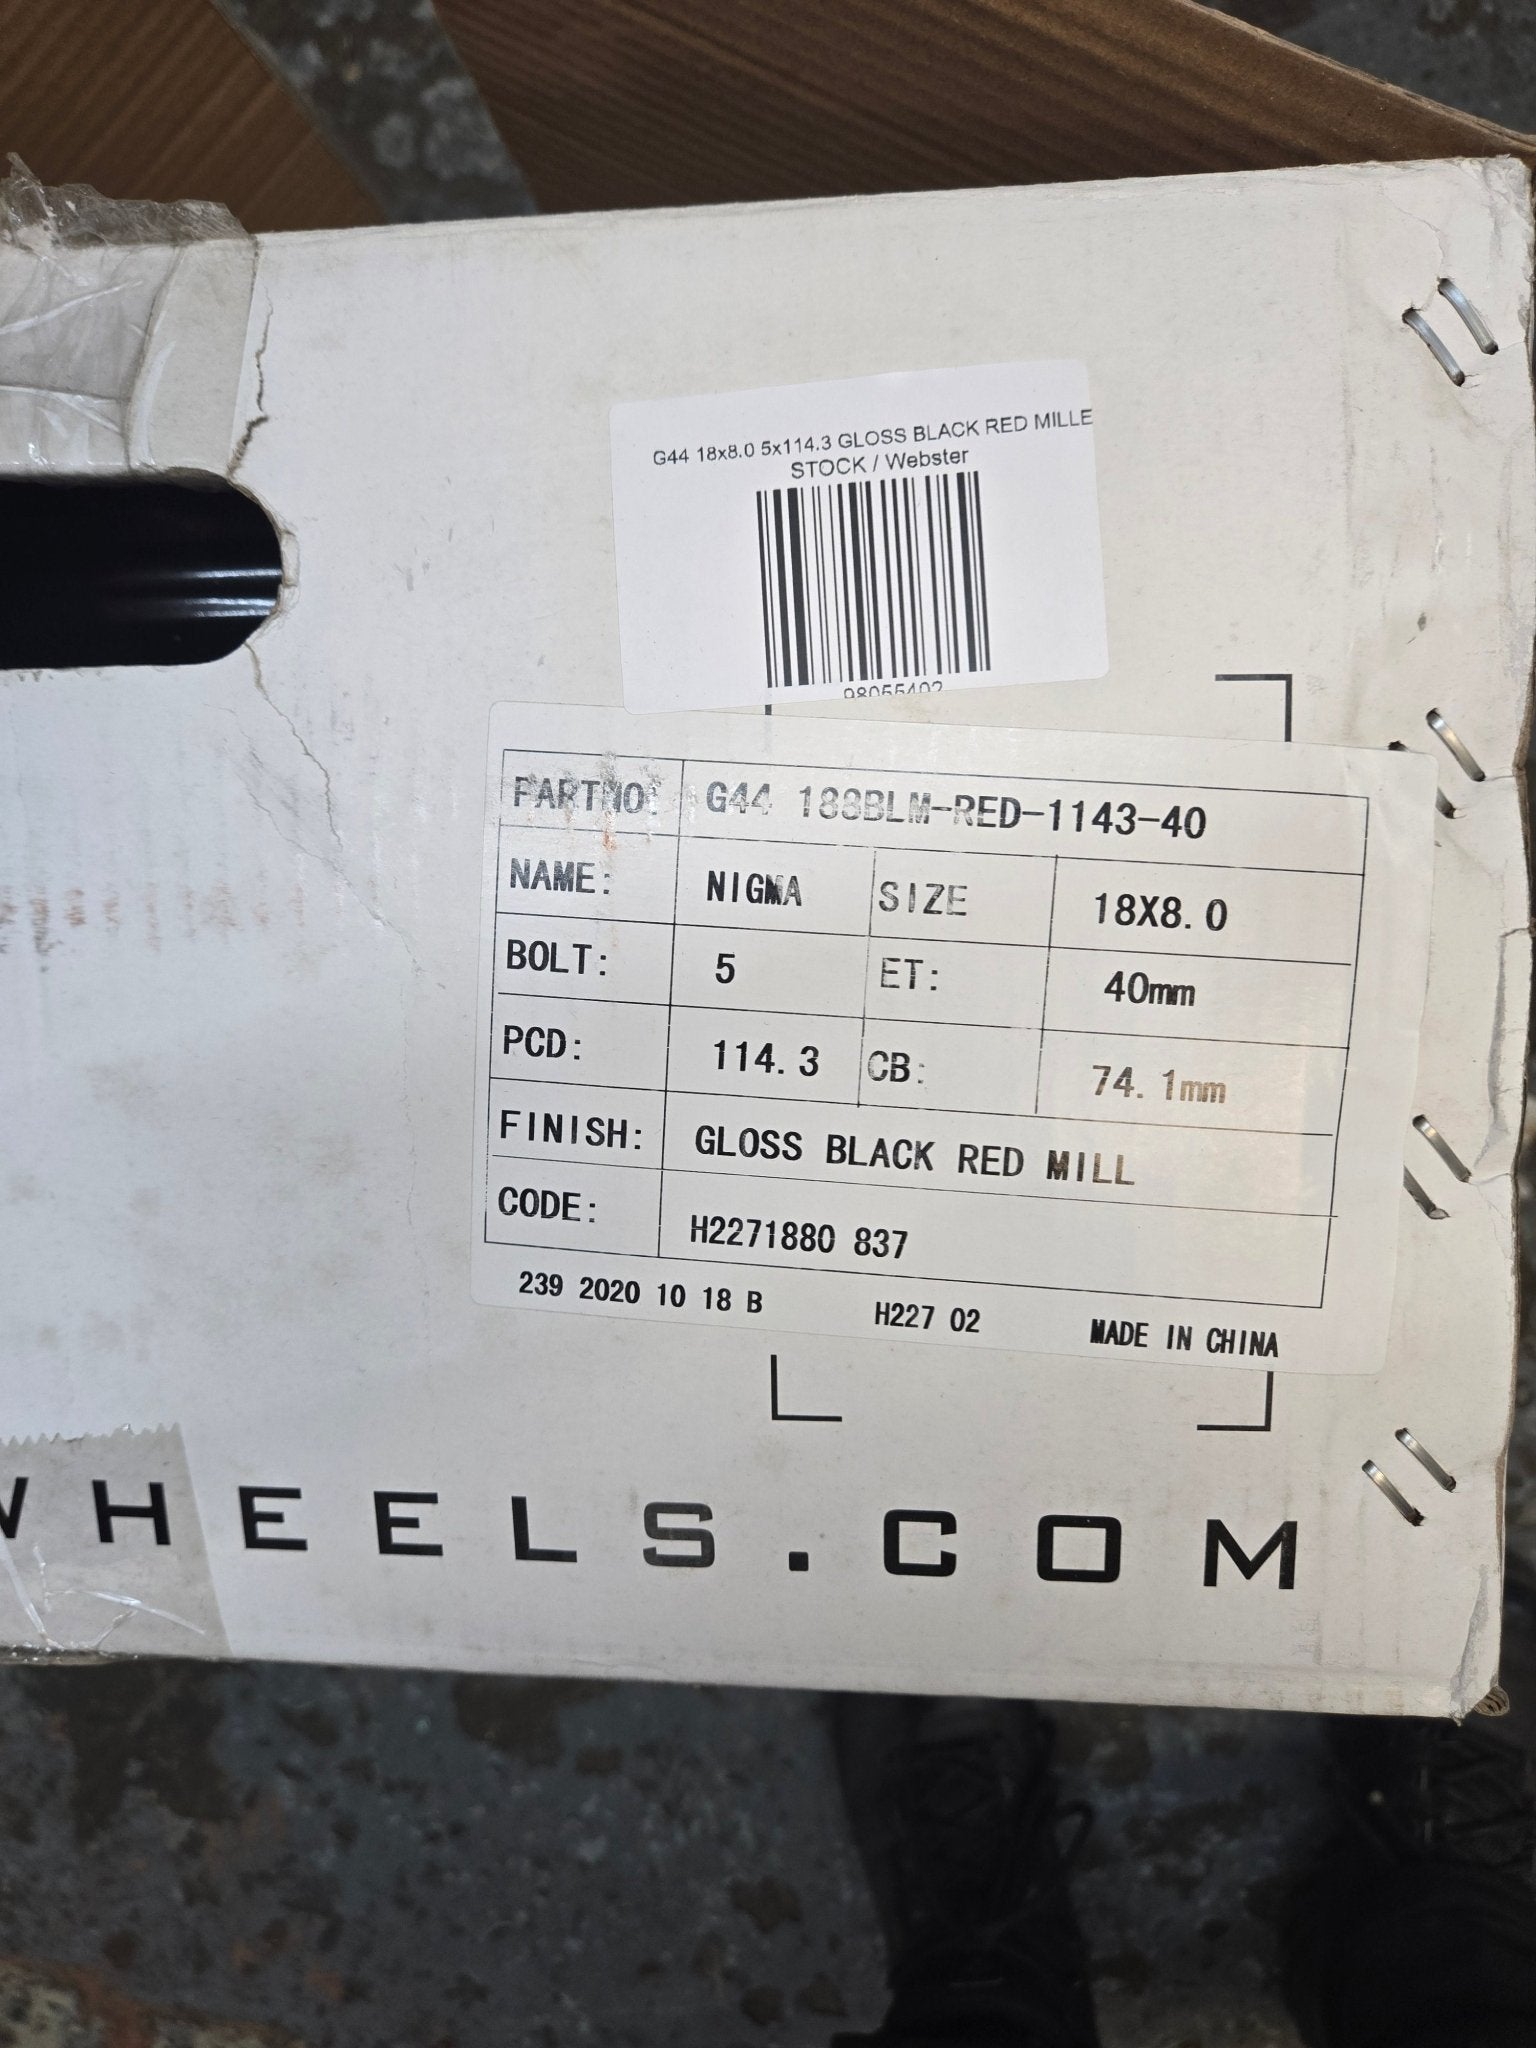 G44 18x8.0 5x114.3 GLOSS BLACK RED MILLE
STOCK / Webster
98055402
PARTNO: G44 188BLM-RED-1143-40
NAME: NIGMA SIZE 18X8.0
BOLT: 5 ET: 40mm
PCD: 114.3 CB: 74.1mm
FINISH: GLOSS BLACK RED MILL
CODE: H2271880 837
239 2020 10 18 B H227 02 MADE IN CHINA
WHEELS.COM